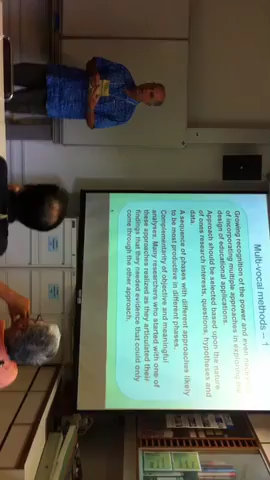 Multi-vocal methods – 1
Growing recognition of the power and even necessity
of incorporating multiple approaches in exploring the
design of educational applications.
Approach should be selected based upon the nature
of ones research interests, questions, hypotheses and
data.
A sequence of phases with different approaches likely
to be most productive in different phases.
Complementarity of objective and meaningful
analyses. Many researchers who started with one of
these approaches realized as they articulated their
findings that they needed evidence that could only
come through the other approach.